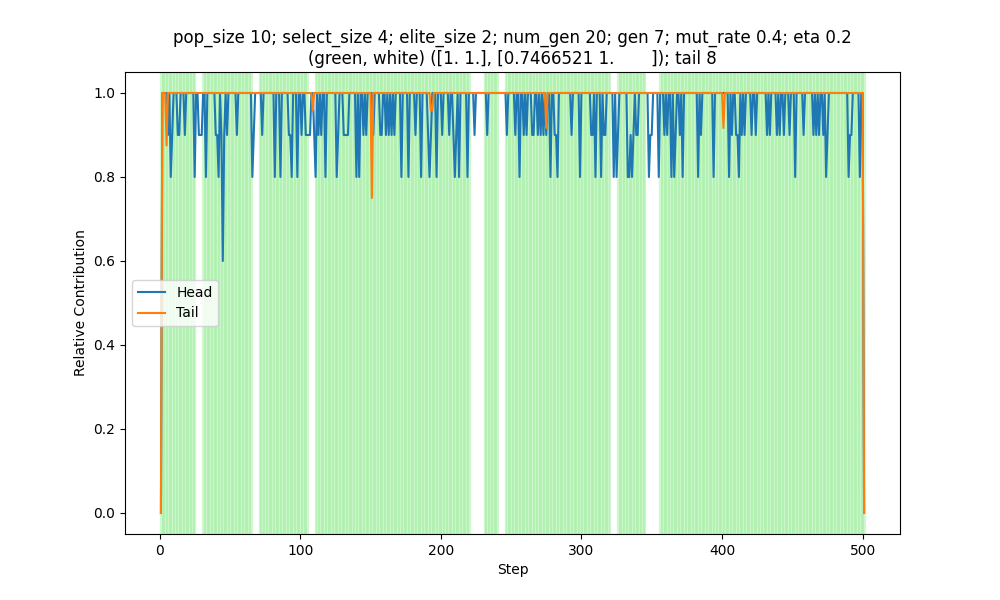 pop_size 10; select_size 4; elite_size 2; num_gen 20; gen 7; mut_rate 0.4; eta 0.2
(green, white) ([1. 1.], [0.7466521 1.        ]); tail 8
1.0
0.8
0.6
0.4
0.2
0.0
Relative Contribution
Head
Tail
0 100 200 300 400 500
Step